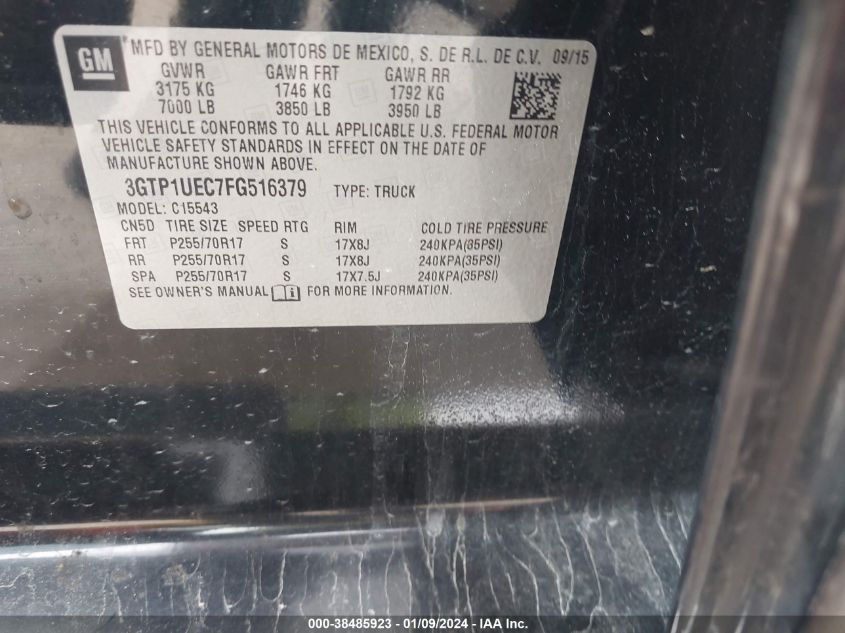 GM MFD BY GENERAL MOTORS DE MEXICO, S. DE R.L. DE C.V. 09/15
GVWR GAWR FRT GAWR RR
3175 KG 1746 KG 1792 KG
7000 LB 3850 LB 3950 LB
THIS VEHICLE CONFORMS TO ALL APPLICABLE U.S. FEDERAL MOTOR
VEHICLE SAFETY STANDARDS IN EFFECT ON THE DATE OF
MANUFACTURE SHOWN ABOVE.
3GTP1UEC7FG516379 TYPE: TRUCK
MODEL: C15543
CN5D TIRE SIZE SPEED RTG RIM COLD TIRE PRESSURE
FRT P255/70R17 S 17X8J 240KPA(35PSI)
RR P255/70R17 S 17X8J 240KPA(35PSI)
SPA P255/70R17 S 17X7.5J 240KPA(35PSI)
SEE OWNER'S MANUAL FOR MORE INFORMATION.
000-38485923 - 01/09/2024 - IAA Inc.